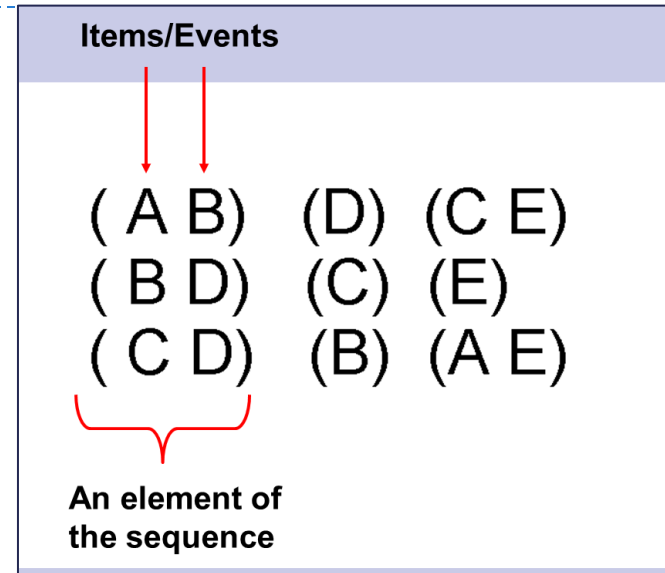 Items/Events
( A B) (D) (C E)
( B D) (C) (E)
( C D) (B) (A E)
An element of
the sequence